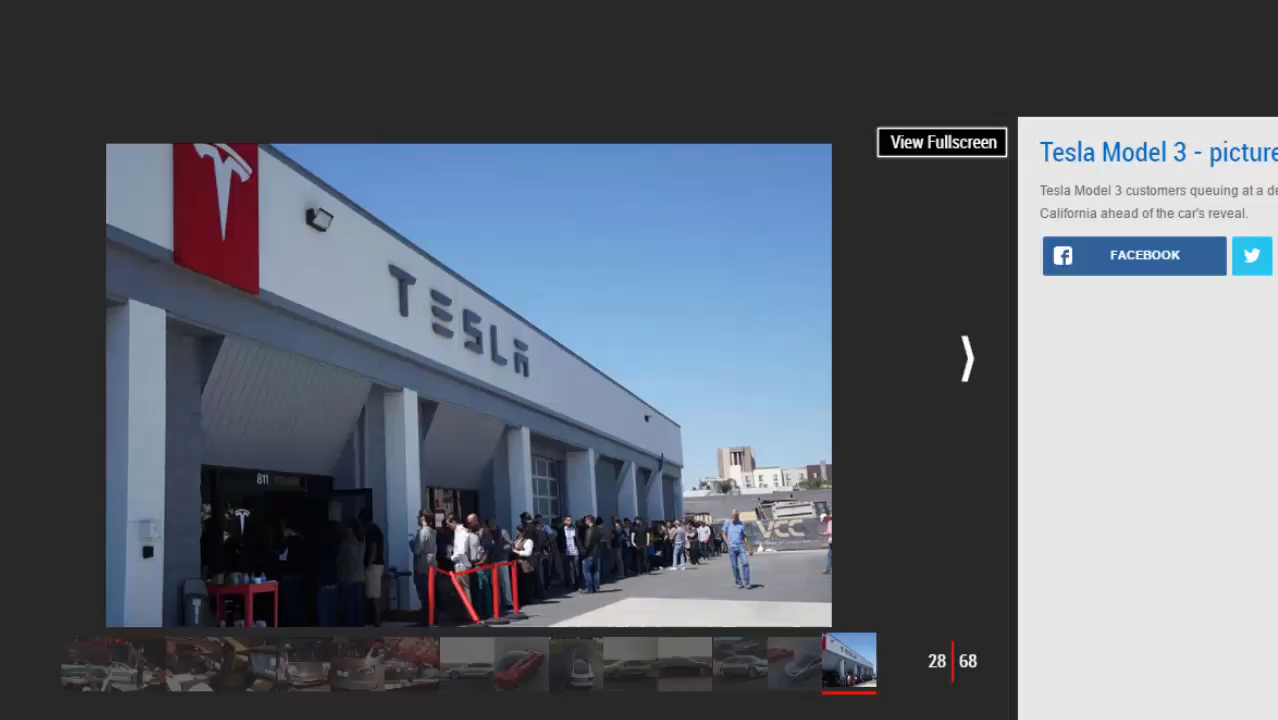 View Fullscreen
Tesla Model 3 - picture
Tesla Model 3 customers queuing at a de
California ahead of the car's reveal.
FACEBOOK
TESLA
811
VCC
28 68